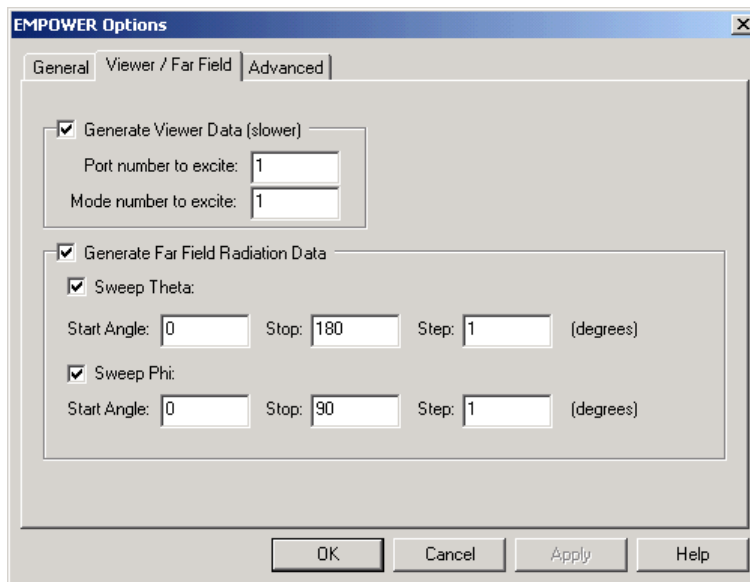 EMPOWER Options
General Viewer / Far Field Advanced
Generate Viewer Data (slower)
Port number to excite: 1
Mode number to excite: 1
Generate Far Field Radiation Data
Sweep Theta:
Start Angle: 0 Stop: 180 Step: 1 (degrees)
Sweep Phi:
Start Angle: 0 Stop: 90 Step: 1 (degrees)
OK Cancel Apply Help